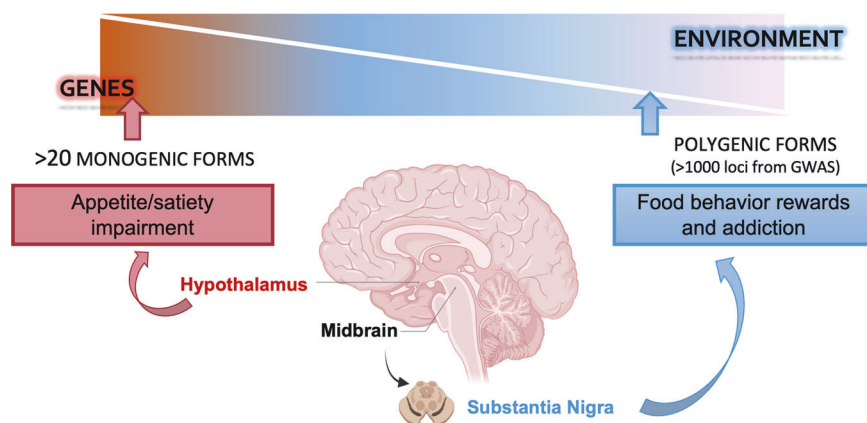 ENVIRONMENT
GENES
>20 MONOGENIC FORMS
Appetite/satiety
impairment
POLYGENIC FORMS
(>1000 loci from GWAS)
Food behavior rewards
and addiction
Hypothalamus
Midbrain
Substantia Nigra